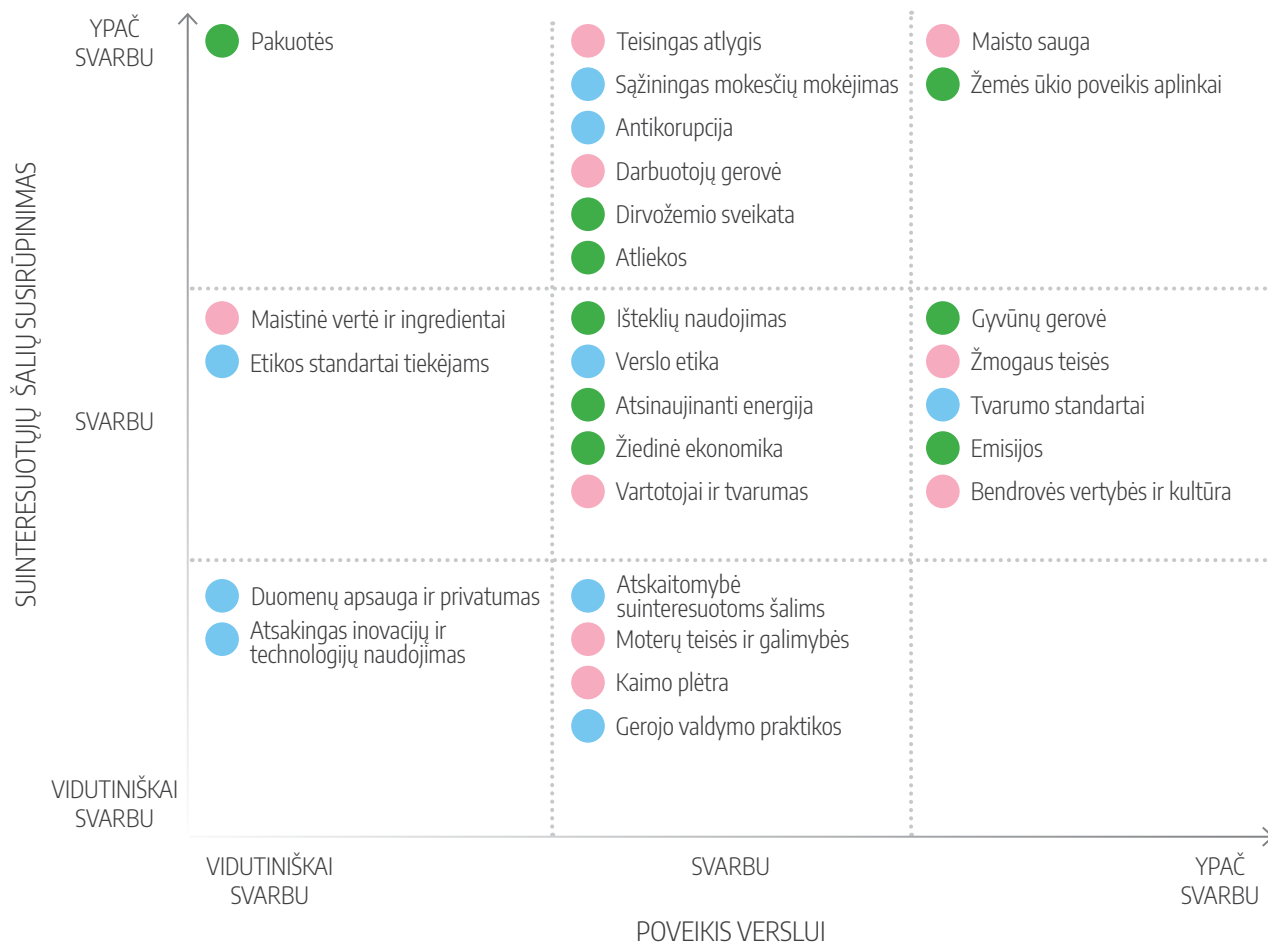 YPAČ
SVARBU
Pakuotės
Teisingas atlygis
Sąžiningas mokesčių mokėjimas
Antikorupcija
Darbuotojų gerovė
Dirvožemio sveikata
Atliekos
Maisto sauga
Žemės ūkio poveikis aplinkai
SUINTERESUOTŲJŲ ŠALIŲ SUSIRŪPINIMAS
SVARBU
Maistinė vertė ir ingredientai
Etikos standartai tiekėjams
Išteklių naudojimas
Verslo etika
Atsinaujinanti energija
Žiedinė ekonomika
Vartotojai ir tvarumas
Gyvūnų gerovė
Žmogaus teisės
Tvarumo standartai
Emisijos
Bendrovės vertybės ir kultūra
VIDUTINIŠKAI
SVARBU
Duomenų apsauga ir privatumas
Atsakingas inovacijų ir
technologijų naudojimas
Atskaitomybė
suinteresuotoms šalims
Moterų teisės ir galimybės
Kaimo plėtra
Gerojo valdymo praktikos
VIDUTINIŠKAI
SVARBU
SVARBU
YPAČ
SVARBU
POVEIKIS VERSLUI